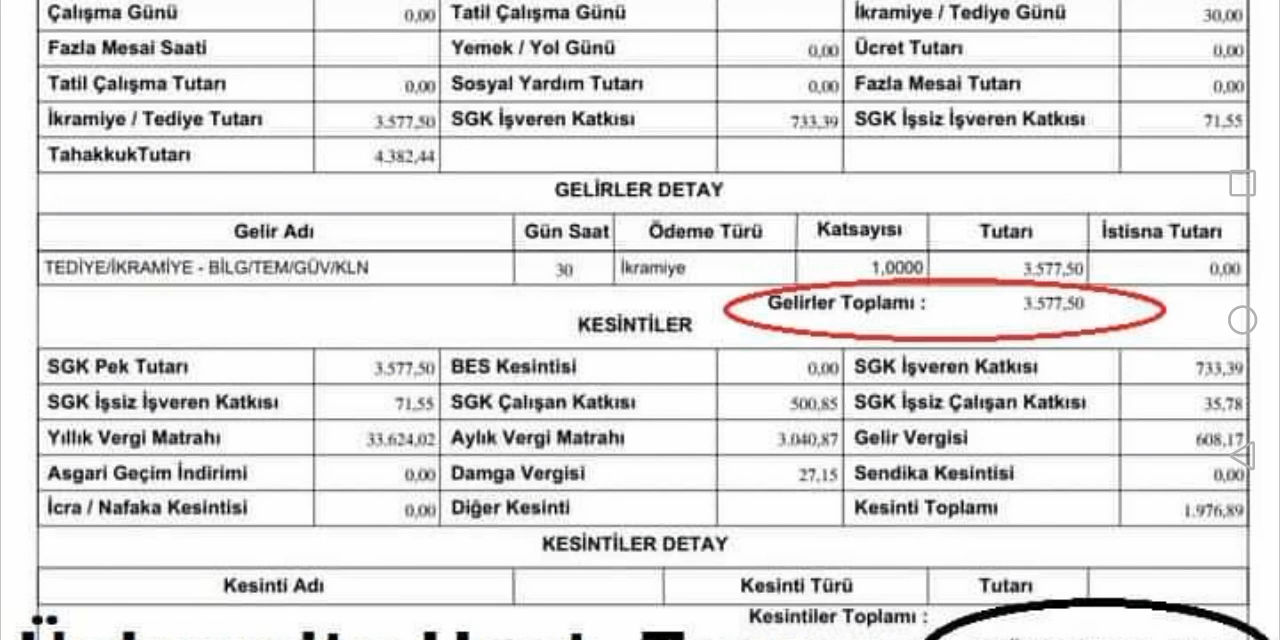 Çalışma Günü 0,00 Tatil Çalışma Günü İkramiye / Tediye Günü 30,00
Fazla Mesai Saati Yemek / Yol Günü 0,00 Ücret Tutarı 0,00
Tatil Çalışma Tutarı 0,00 Sosyal Yardım Tutarı 0,00 Fazla Mesai Tutarı 0,00
İkramiye / Tediye Tutarı 3.577,50 SGK İşveren Katkısı 733,39 SGK İşsiz İşveren Katkısı 71,55
TahakkukTutarı 4.382,44
GELİRLER DETAY
Gelir Adı Gün Saat Ödeme Türü Katsayısı Tutarı İstisna Tutarı
TEDİYE/İKRAMİYE - BİLG/TEM/GÜV/KLN 30 İkramiye 1,0000 3.577,50 0,00
Gelirler Toplamı : 3.577,50
KESİNTİLER
SGK Pek Tutarı 3.577,50 BES Kesintisi 0,00 SGK İşveren Katkısı 733,39
SGK İşsiz İşveren Katkısı 71,55 SGK Çalışan Katkısı 500,85 SGK İşsiz Çalışan Katkısı 35,78
Yıllık Vergi Matrahı 33.624,02 Aylık Vergi Matrahı 3.040,87 Gelir Vergisi 608,17
Asgari Geçim İndirimi 0,00 Damga Vergisi 27,15 Sendika Kesintisi 0,00
İcra / Nafaka Kesintisi 0,00 Diğer Kesinti Kesinti Toplamı 1.976,89
KESİNTİLER DETAY
Kesinti Adı Kesinti Türü Tutarı
Kesintiler Toplamı :